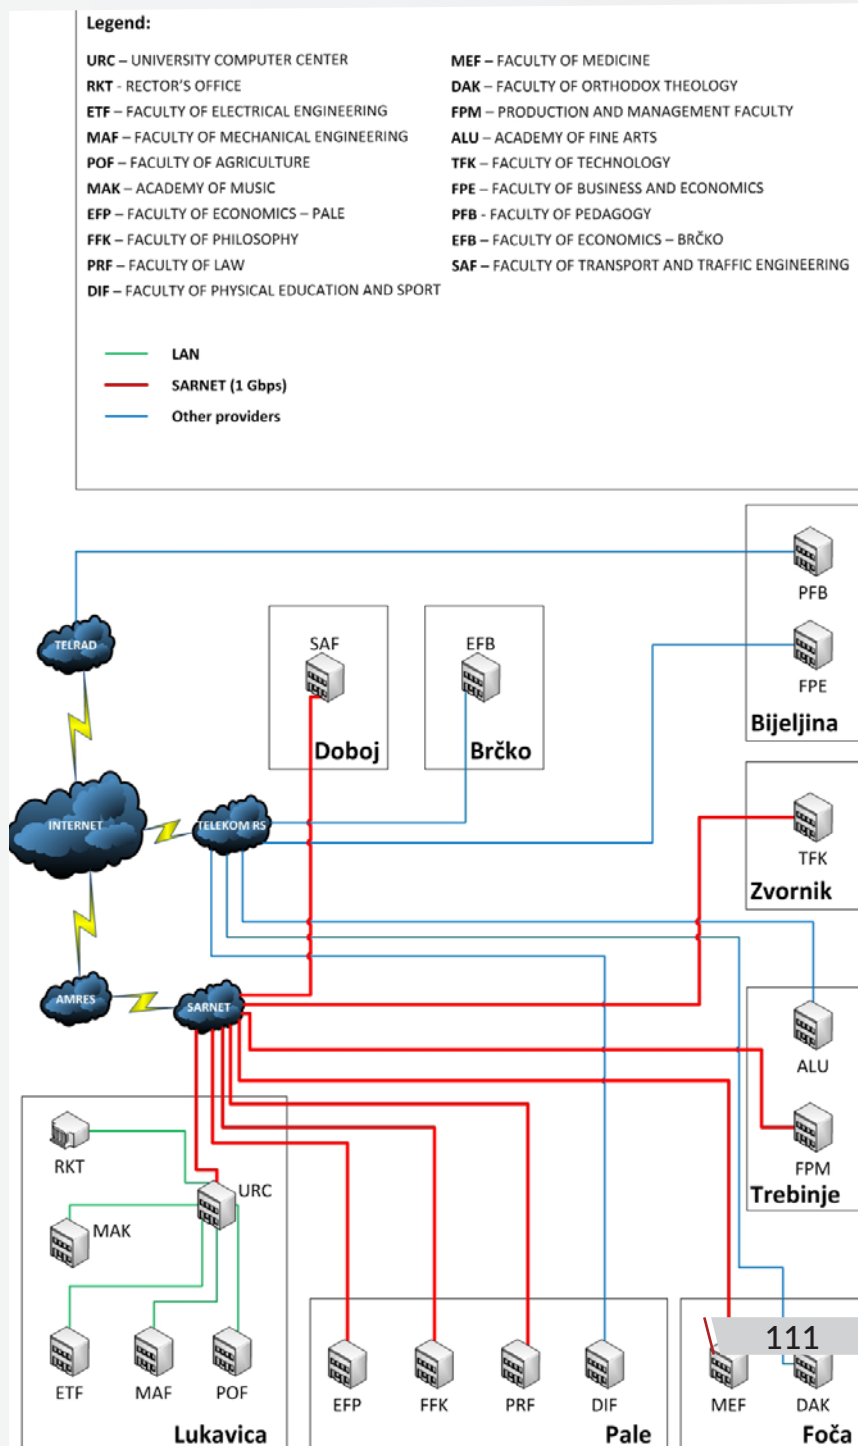 Legend:
URC – UNIVERSITY COMPUTER CENTER
RKT - RECTOR'S OFFICE
ETF – FACULTY OF ELECTRICAL ENGINEERING
MAF – FACULTY OF MECHANICAL ENGINEERING
POF – FACULTY OF AGRICULTURE
MAK – ACADEMY OF MUSIC
EFP – FACULTY OF ECONOMICS – PALE
FFK – FACULTY OF PHILOSOPHY
PRF – FACULTY OF LAW
DIF – FACULTY OF PHYSICAL EDUCATION AND SPORT
MEF – FACULTY OF MEDICINE
DAK – FACULTY OF ORTHODOX THEOLOGY
FPM – PRODUCTION AND MANAGEMENT FACULTY
ALU – ACADEMY OF FINE ARTS
TFK – FACULTY OF TECHNOLOGY
FPE – FACULTY OF BUSINESS AND ECONOMICS
PFB - FACULTY OF PEDAGOGY
EFB – FACULTY OF ECONOMICS – BRČKO
SAF – FACULTY OF TRANSPORT AND TRAFFIC ENGINEERING
LAN
SARNET (1 Gbps)
Other providers
PFB
FPE
Bijeljina
TELRAD
SAF
Doboj
EFB
Brčko
INTERNET
TELEKOM RS
TFK
Zvornik
AMRES
SARNET
ALU
FPM
Trebinje
RKT
URC
MAK
ETF
MAF
POF
Lukavica
EFP
FFK
PRF
DIF
Pale
111
MEF
DAK
Foča